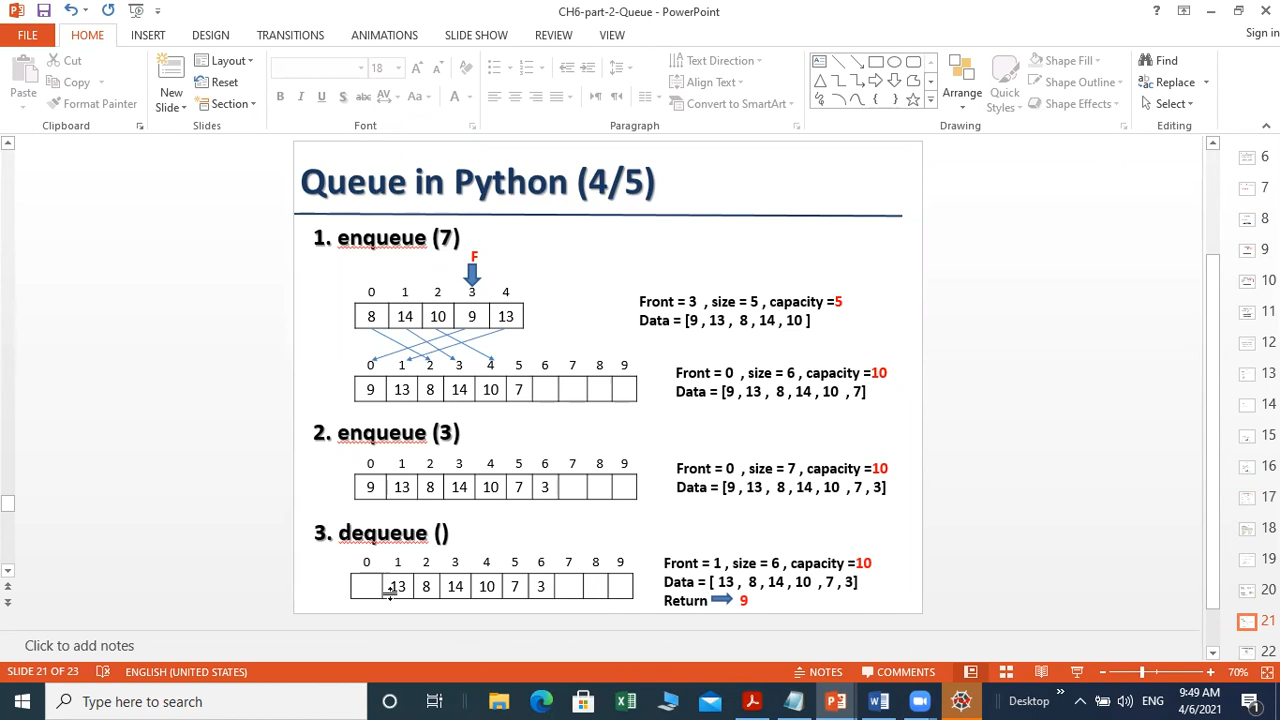 CH6-part-2-Queue - PowerPoint
?
Sign in
FILE HOME INSERT DESIGN TRANSITIONS ANIMATIONS SLIDE SHOW REVIEW VIEW
Paste
Cut
Copy
Format Painter
Clipboard
New Slide
Layout
Reset
Section
Slides
18
B I U S abc AV Aa A
Font
Text Direction
Align Text
Convert to SmartArt
Paragraph
Arrange
Quick Styles
Shape Fill
Shape Outline
Shape Effects
Drawing
Find
Replace
Select
Editing
Queue in Python (4/5)
1. enqueue (7)
F
0 1 2 3 4
8 14 10 9 13
Front = 3 , size = 5 , capacity =5
Data = [9 , 13 , 8 , 14 , 10 ]
0 1 2 3 4 5 6 7 8 9
9 13 8 14 10 7
Front = 0 , size = 6 , capacity =10
Data = [9 , 13 , 8 , 14 , 10 , 7]
2. enqueue (3)
0 1 2 3 4 5 6 7 8 9
9 13 8 14 10 7 3
Front = 0 , size = 7 , capacity =10
Data = [9 , 13 , 8 , 14 , 10 , 7 , 3]
3. dequeue ()
0 1 2 3 4 5 6 7 8 9
13 8 14 10 7 3
Front = 1 , size = 6 , capacity =10
Data = [ 13 , 8 , 14 , 10 , 7 , 3]
Return 9
6
7
8
9
10
11
12
13
14
15
16
17
18
19
20
21
22
Click to add notes
SLIDE 21 OF 23 ENGLISH (UNITED STATES) NOTES COMMENTS 70%
Type here to search
Desktop
ENG
9:49 AM
4/6/2021
1